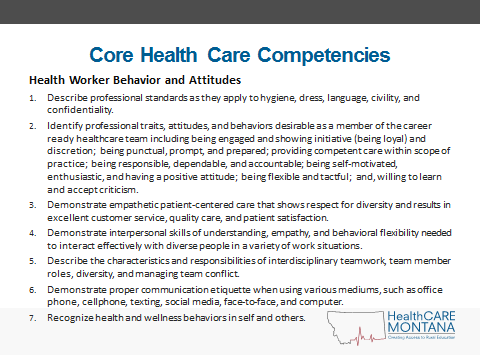 Core Health Care Competencies
Health Worker Behavior and Attitudes
1. Describe professional standards as they apply to hygiene, dress, language, civility, and
confidentiality.
2. Identify professional traits, attitudes, and behaviors desirable as a member of the career
ready healthcare team including being engaged and showing initiative (being loyal) and
discretion; being punctual, prompt, and prepared; providing competent care within scope of
practice; being responsible, dependable, and accountable; being self-motivated,
enthusiastic, and having a positive attitude; being flexible and tactful; and, willing to learn
and accept criticism.
3. Demonstrate empathetic patient-centered care that shows respect for diversity and results in
excellent customer service, quality care, and patient satisfaction.
4. Demonstrate interpersonal skills of understanding, empathy, and behavioral flexibility needed
to interact effectively with diverse people in a variety of work situations.
5. Describe the characteristics and responsibilities of interdisciplinary teamwork, team member
roles, diversity, and managing team conflict.
6. Demonstrate proper communication etiquette when using various mediums, such as office
phone, cellphone, texting, social media, face-to-face, and computer.
7. Recognize health and wellness behaviors in self and others.
HealthCARE
MONTANA
Creating Access to Rural Education